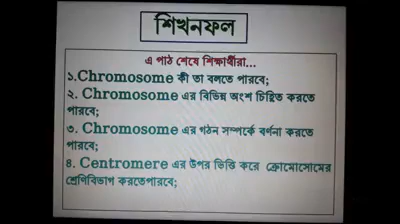 শিখনফল
এ পাঠ শেষে শিক্ষার্থীরা...
১.Chromosome কী তা বলতে পারবে;
২. Chromosome এর বিভিন্ন অংশ চিহ্নিত করতে
পারবে;
৩. Chromosome এর গঠন সম্পর্কে বর্ণনা করতে
পারবে;
৪. Centromere এর উপর ভিত্তি করে ক্রোমোসোমের
শ্রেণিবিভাগ করতেপারবে;